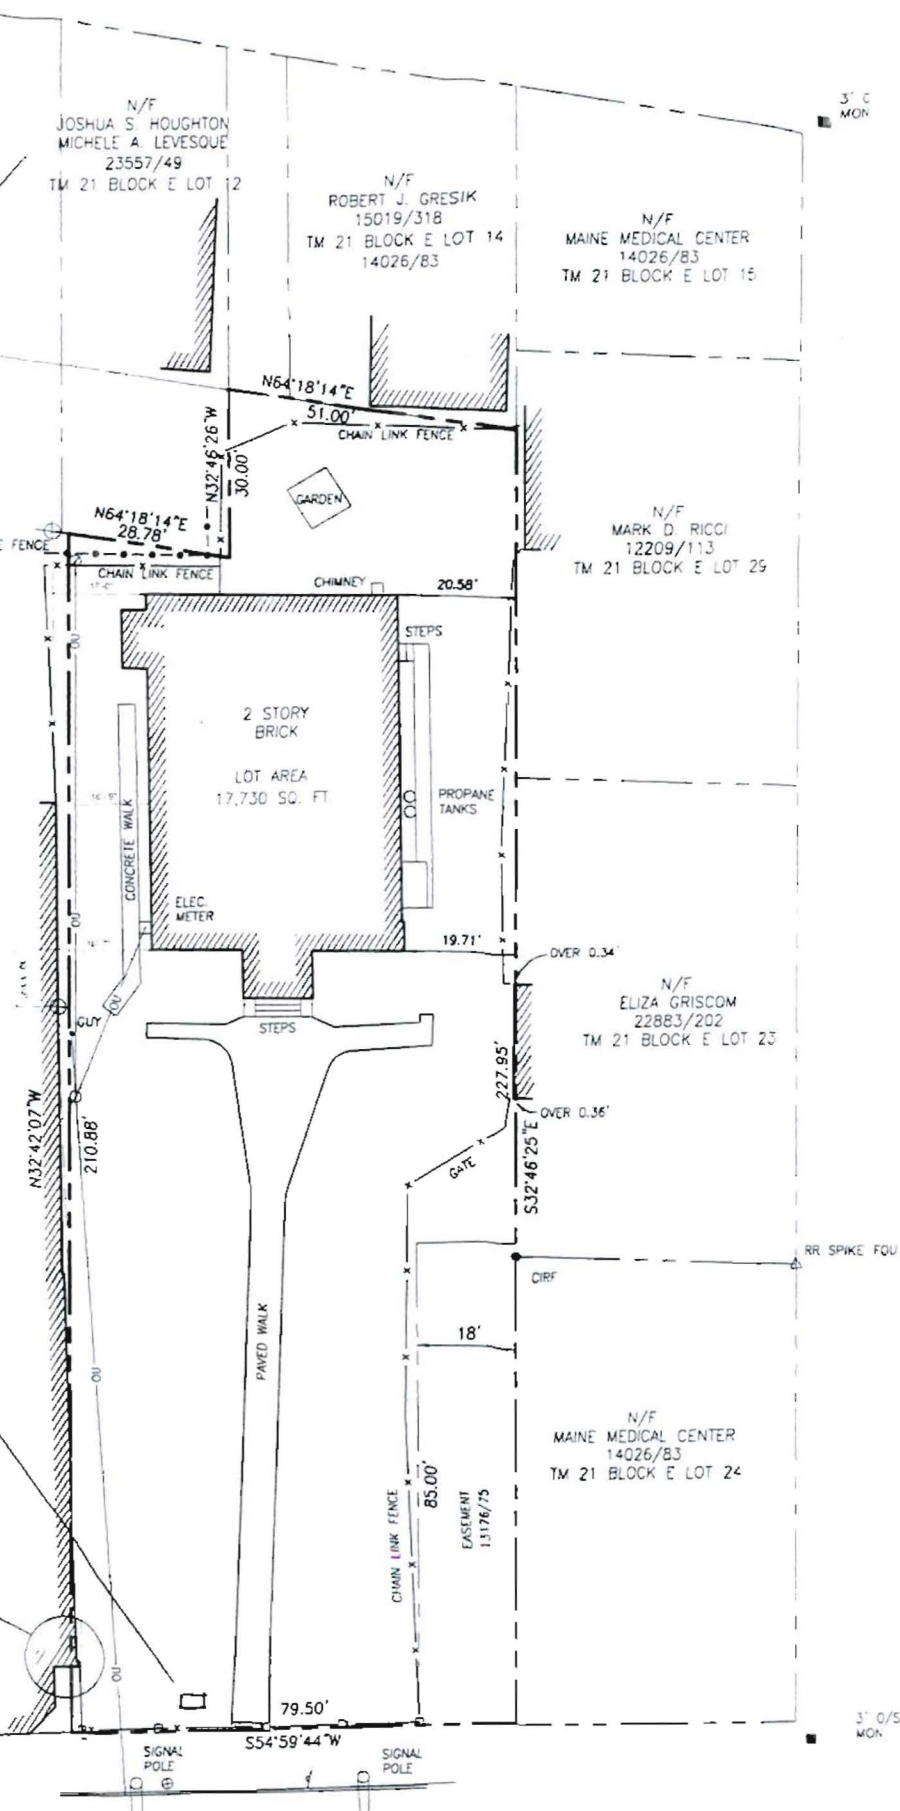 3' O
MON
N/F
JOSHUA S. HOUGHTON
MICHELE A. LEVESQUE
23557/49
TM 21 BLOCK E LOT 12
N/F
ROBERT J. GRESIK
15019/318
TM 21 BLOCK E LOT 14
14026/83
N/F
MAINE MEDICAL CENTER
14026/83
TM 21 BLOCK E LOT 15
N64°18'14"E
51.00'
CHAIN LINK FENCE
N32°46'26"W
30.00'
GARDEN
N64°18'14"E
28.78'
E FENCE
CHAIN LINK FENCE
N/F
MARK D. RICCI
12209/113
TM 21 BLOCK E LOT 29
CHIMNEY
20.58'
STEPS
OU
2 STORY
BRICK
LOT AREA
17,730 SQ. FT.
PROPANE
TANKS
CONCRETE WALK
ELEC.
METER
OU
19.71'
OVER 0.34'
N/F
ELIZA GRISCOM
22883/202
TM 21 BLOCK E LOT 23
OU
GUY
STEPS
227.95'
OVER 0.36'
N32°42'07"W
210.88'
GATE
S32°46'25"E
RR SPIKE FOU
CIRF
18'
PAVED WALK
OU
N/F
MAINE MEDICAL CENTER
14026/83
TM 21 BLOCK E LOT 24
CHAIN LINK FENCE
85.00'
EASEMENT
13176/75
OU
79.50'
S54°59'44"W
3' O/S
MON
SIGNAL
POLE
SIGNAL
POLE